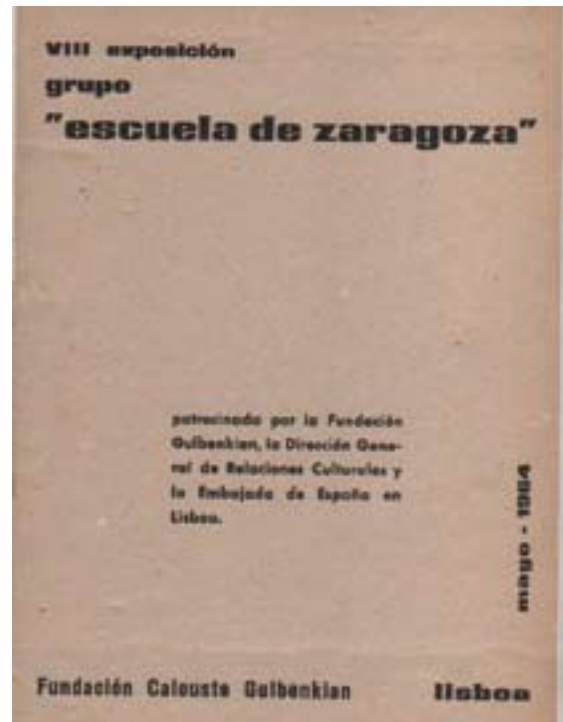 VIII exposición
grupo
"escuela de zaragoza"
patrocinada por la Fundación
Gulbenkian, la Dirección Gene-
ral de Relaciones Culturales y
la Embajada de España en
Lisboa.
mayo - 1964
Fundación Calouste Gulbenkian
lisboa